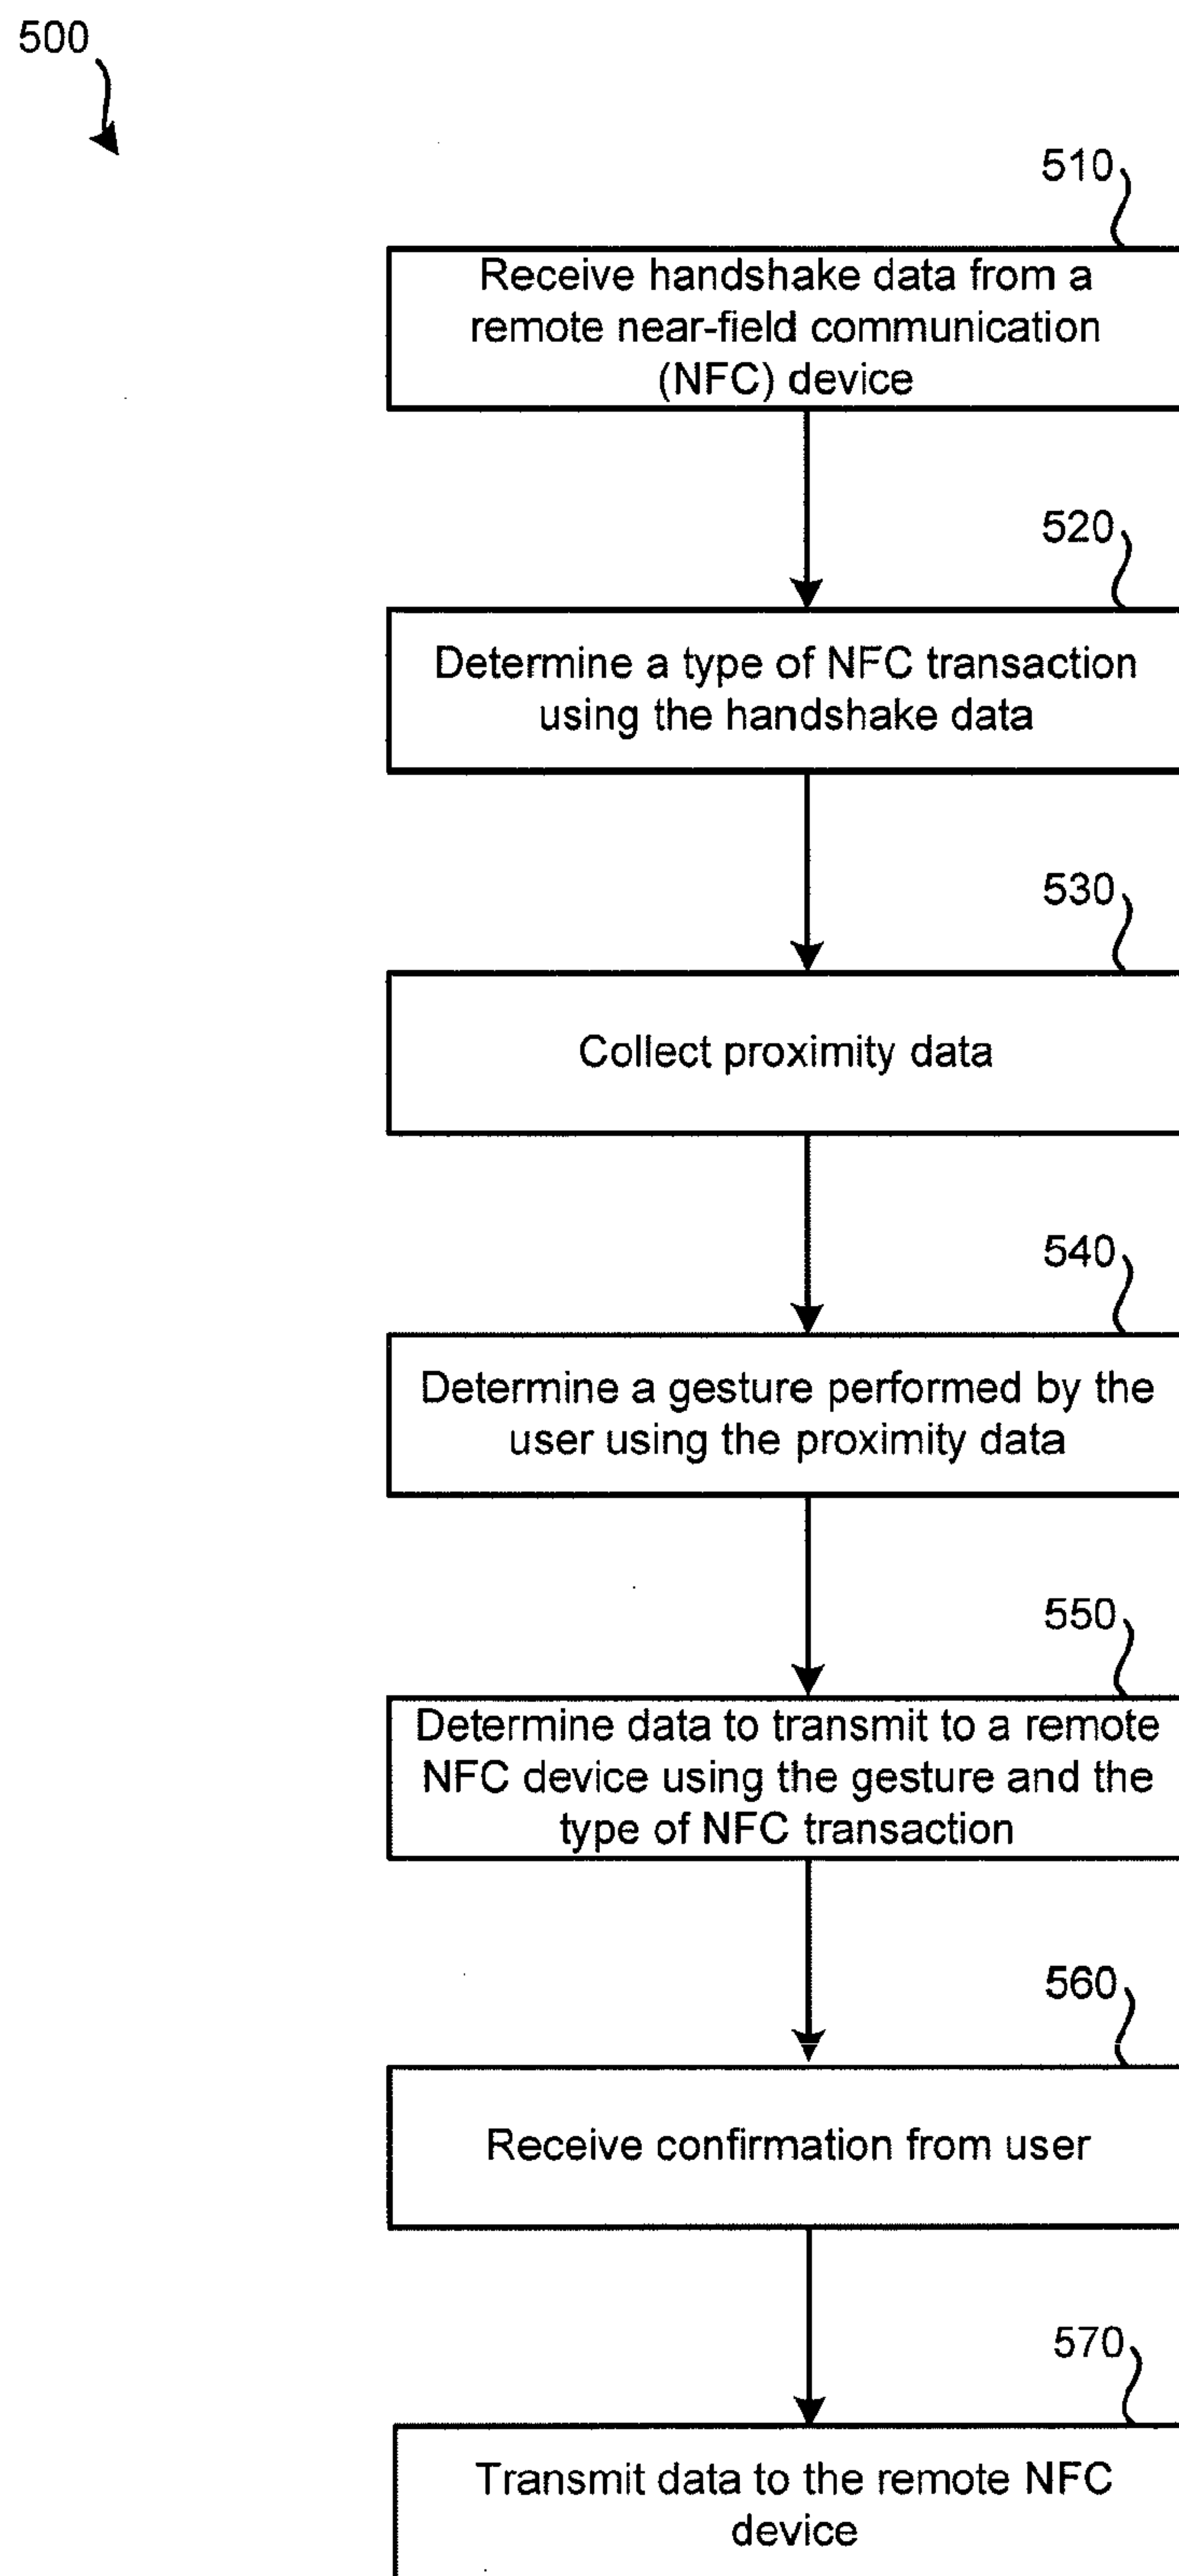 500
510
Receive handshake data from a
remote near-field communication
(NFC) device
520
Determine a type of NFC transaction
using the handshake data
530
Collect proximity data
540
Determine a gesture performed by the
user using the proximity data
550
Determine data to transmit to a remote
NFC device using the gesture and the
type of NFC transaction
560
Receive confirmation from user
570
Transmit data to the remote NFC
device